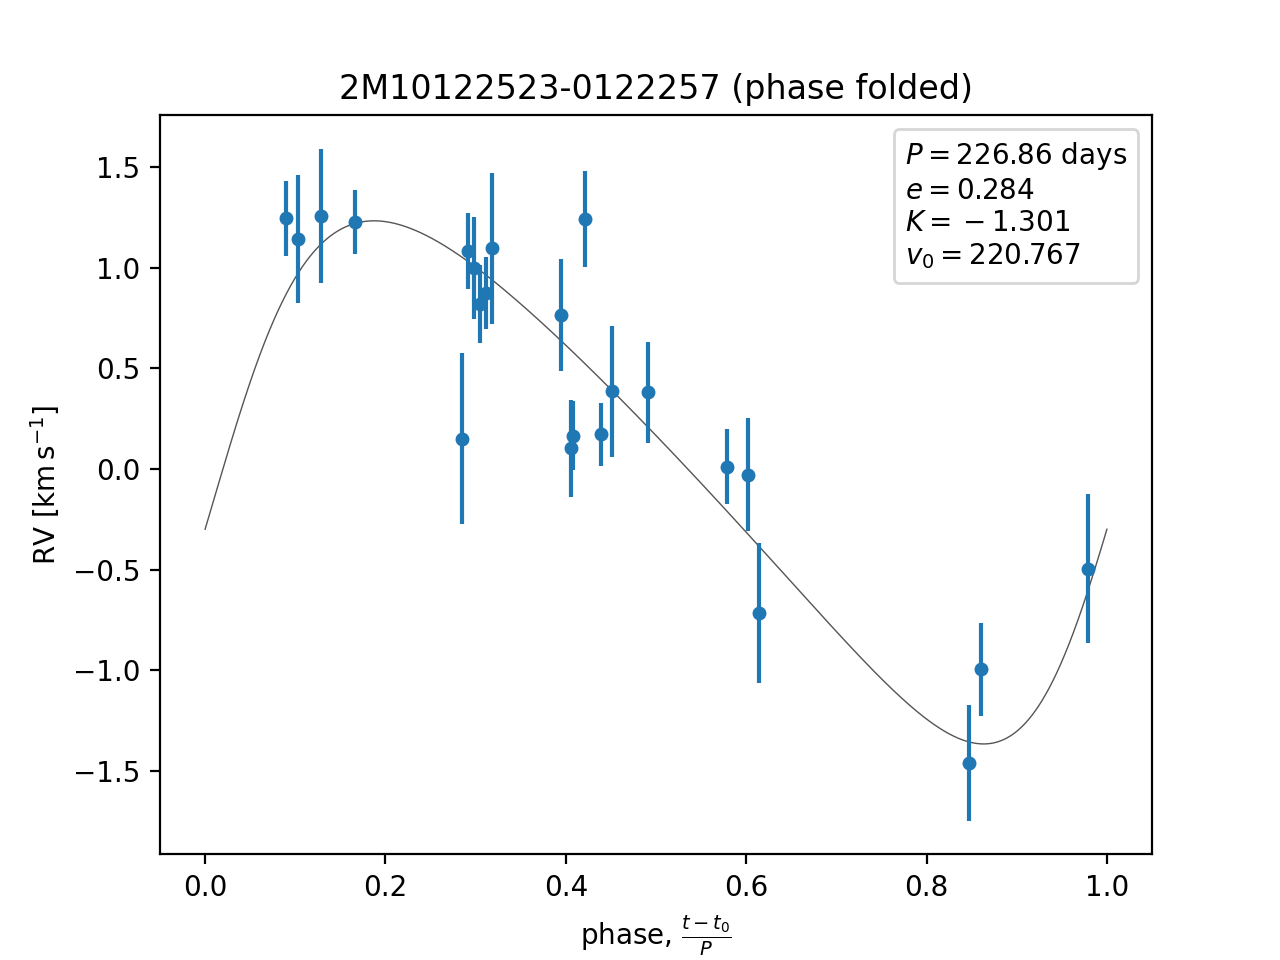 2M10122523-0122257 (phase folded)
P = 226.86 days
e = 0.284
K = −1.301
v₀ = 220.767
1.5
1.0
0.5
0.0
−0.5
−1.0
−1.5
RV [km s⁻¹]
0.0 0.2 0.4 0.6 0.8 1.0
phase, (t − t₀)/P